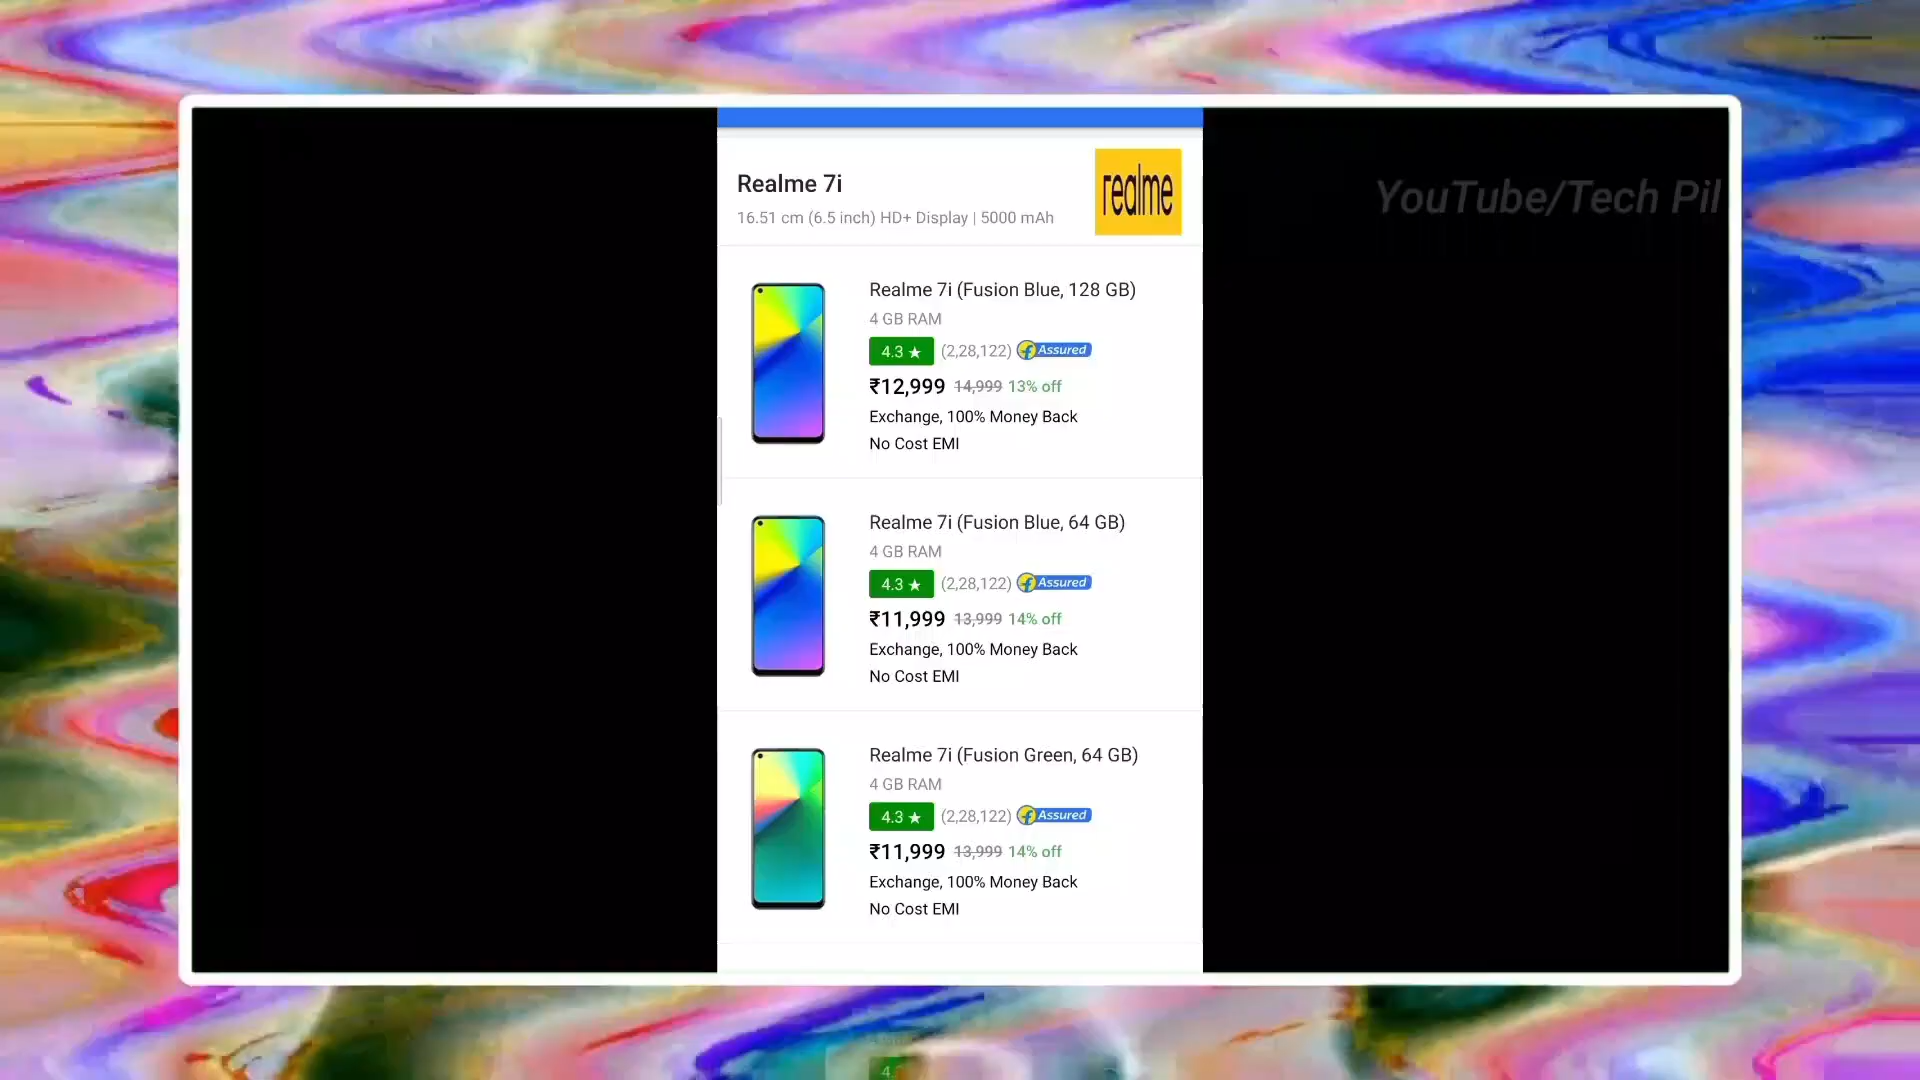 Realme 7i
16.51 cm (6.5 inch) HD+ Display | 5000 mAh
realme
YouTube/Tech Pil
Realme 7i (Fusion Blue, 128 GB)
4 GB RAM
4.3 ★ (2,28,122) Assured
₹12,999 14,999 13% off
Exchange, 100% Money Back
No Cost EMI
Realme 7i (Fusion Blue, 64 GB)
4 GB RAM
4.3 ★ (2,28,122) Assured
₹11,999 13,999 14% off
Exchange, 100% Money Back
No Cost EMI
Realme 7i (Fusion Green, 64 GB)
4 GB RAM
4.3 ★ (2,28,122) Assured
₹11,999 13,999 14% off
Exchange, 100% Money Back
No Cost EMI